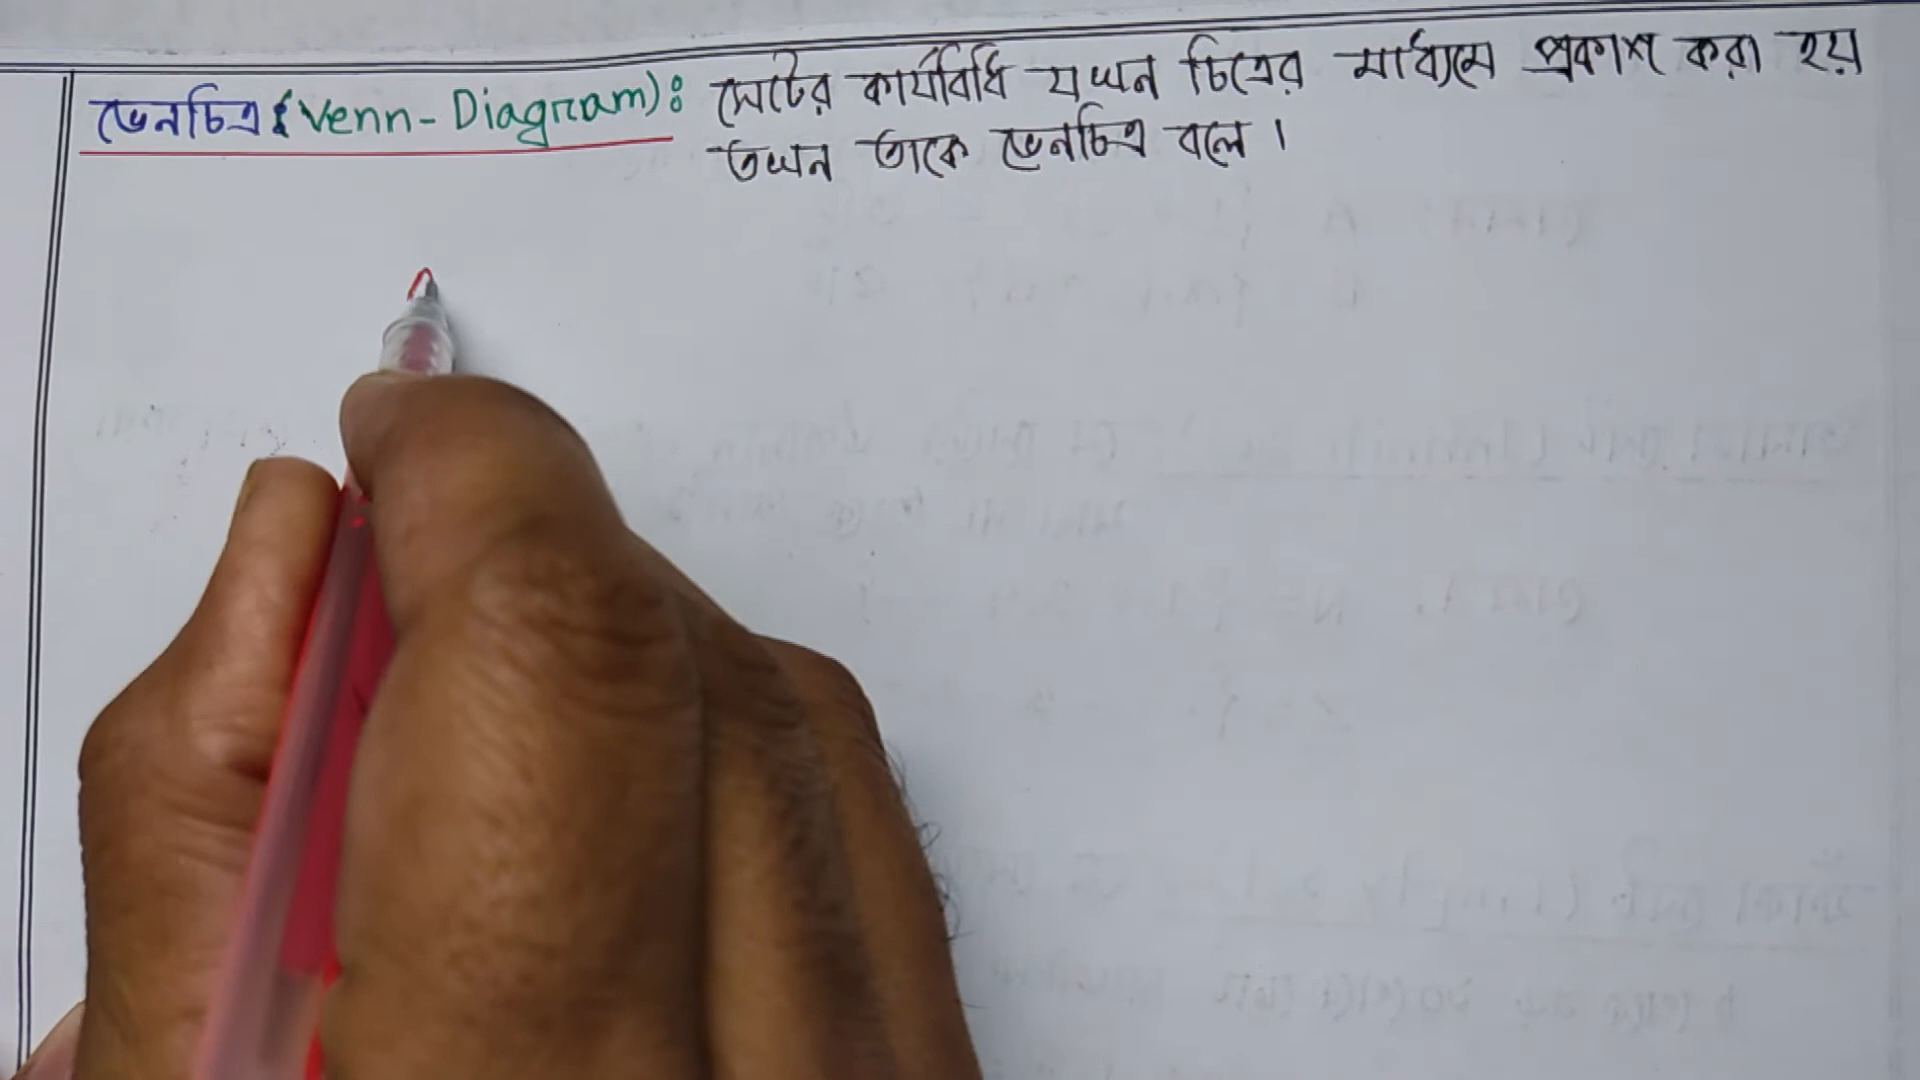 ভেনচিত্র (Venn-Diagram): সেটের কার্যবিধি যখন চিত্রের মাধ্যমে প্রকাশ করা হয়
তখন তাকে ভেনচিত্র বলে।